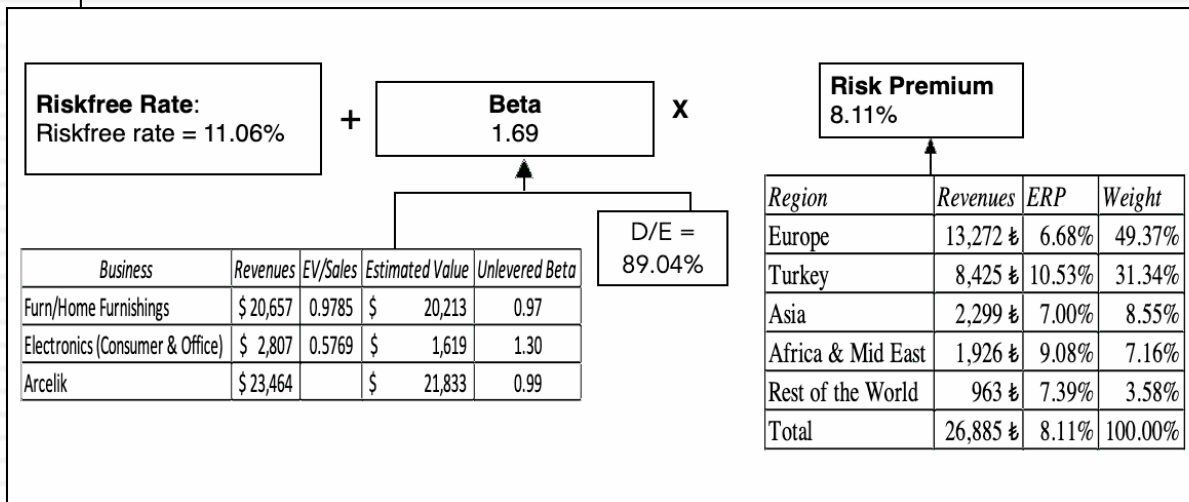 Riskfree Rate:
Riskfree rate = 11.06%
+
Beta
1.69
X
Risk Premium
8.11%
D/E =
89.04%
Business Revenues EV/Sales Estimated Value Unlevered Beta
Furn/Home Furnishings $ 20,657 0.9785 $ 20,213 0.97
Electronics (Consumer & Office) $ 2,807 0.5769 $ 1,619 1.30
Arcelik $ 23,464 $ 21,833 0.99
Region Revenues ERP Weight
Europe 13,272 ₺ 6.68% 49.37%
Turkey 8,425 ₺ 10.53% 31.34%
Asia 2,299 ₺ 7.00% 8.55%
Africa & Mid East 1,926 ₺ 9.08% 7.16%
Rest of the World 963 ₺ 7.39% 3.58%
Total 26,885 ₺ 8.11% 100.00%